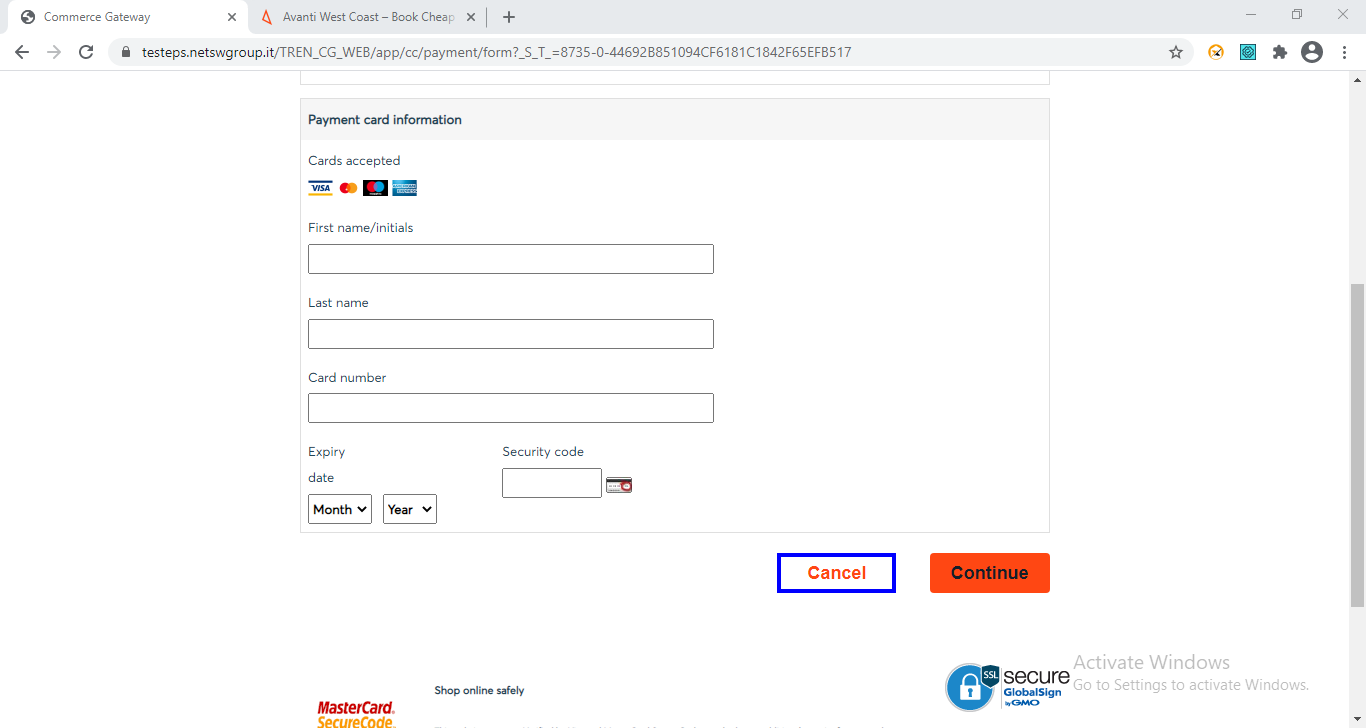 Commerce Gateway
Avanti West Coast – Book Cheap
testeps.netswgroup.it/TREN_CG_WEB/app/cc/payment/form?_S_T_=8735-0-44692B851094CF6181C1842F65EFB517
Payment card information
Cards accepted
VISA
First name/initials
Last name
Card number
Expiry date
Security code
Month
Year
Cancel
Continue
Activate Windows
Go to Settings to activate Windows.
SSL
secure
GlobalSign
by GMO
Shop online safely
MasterCard.
SecureCode.